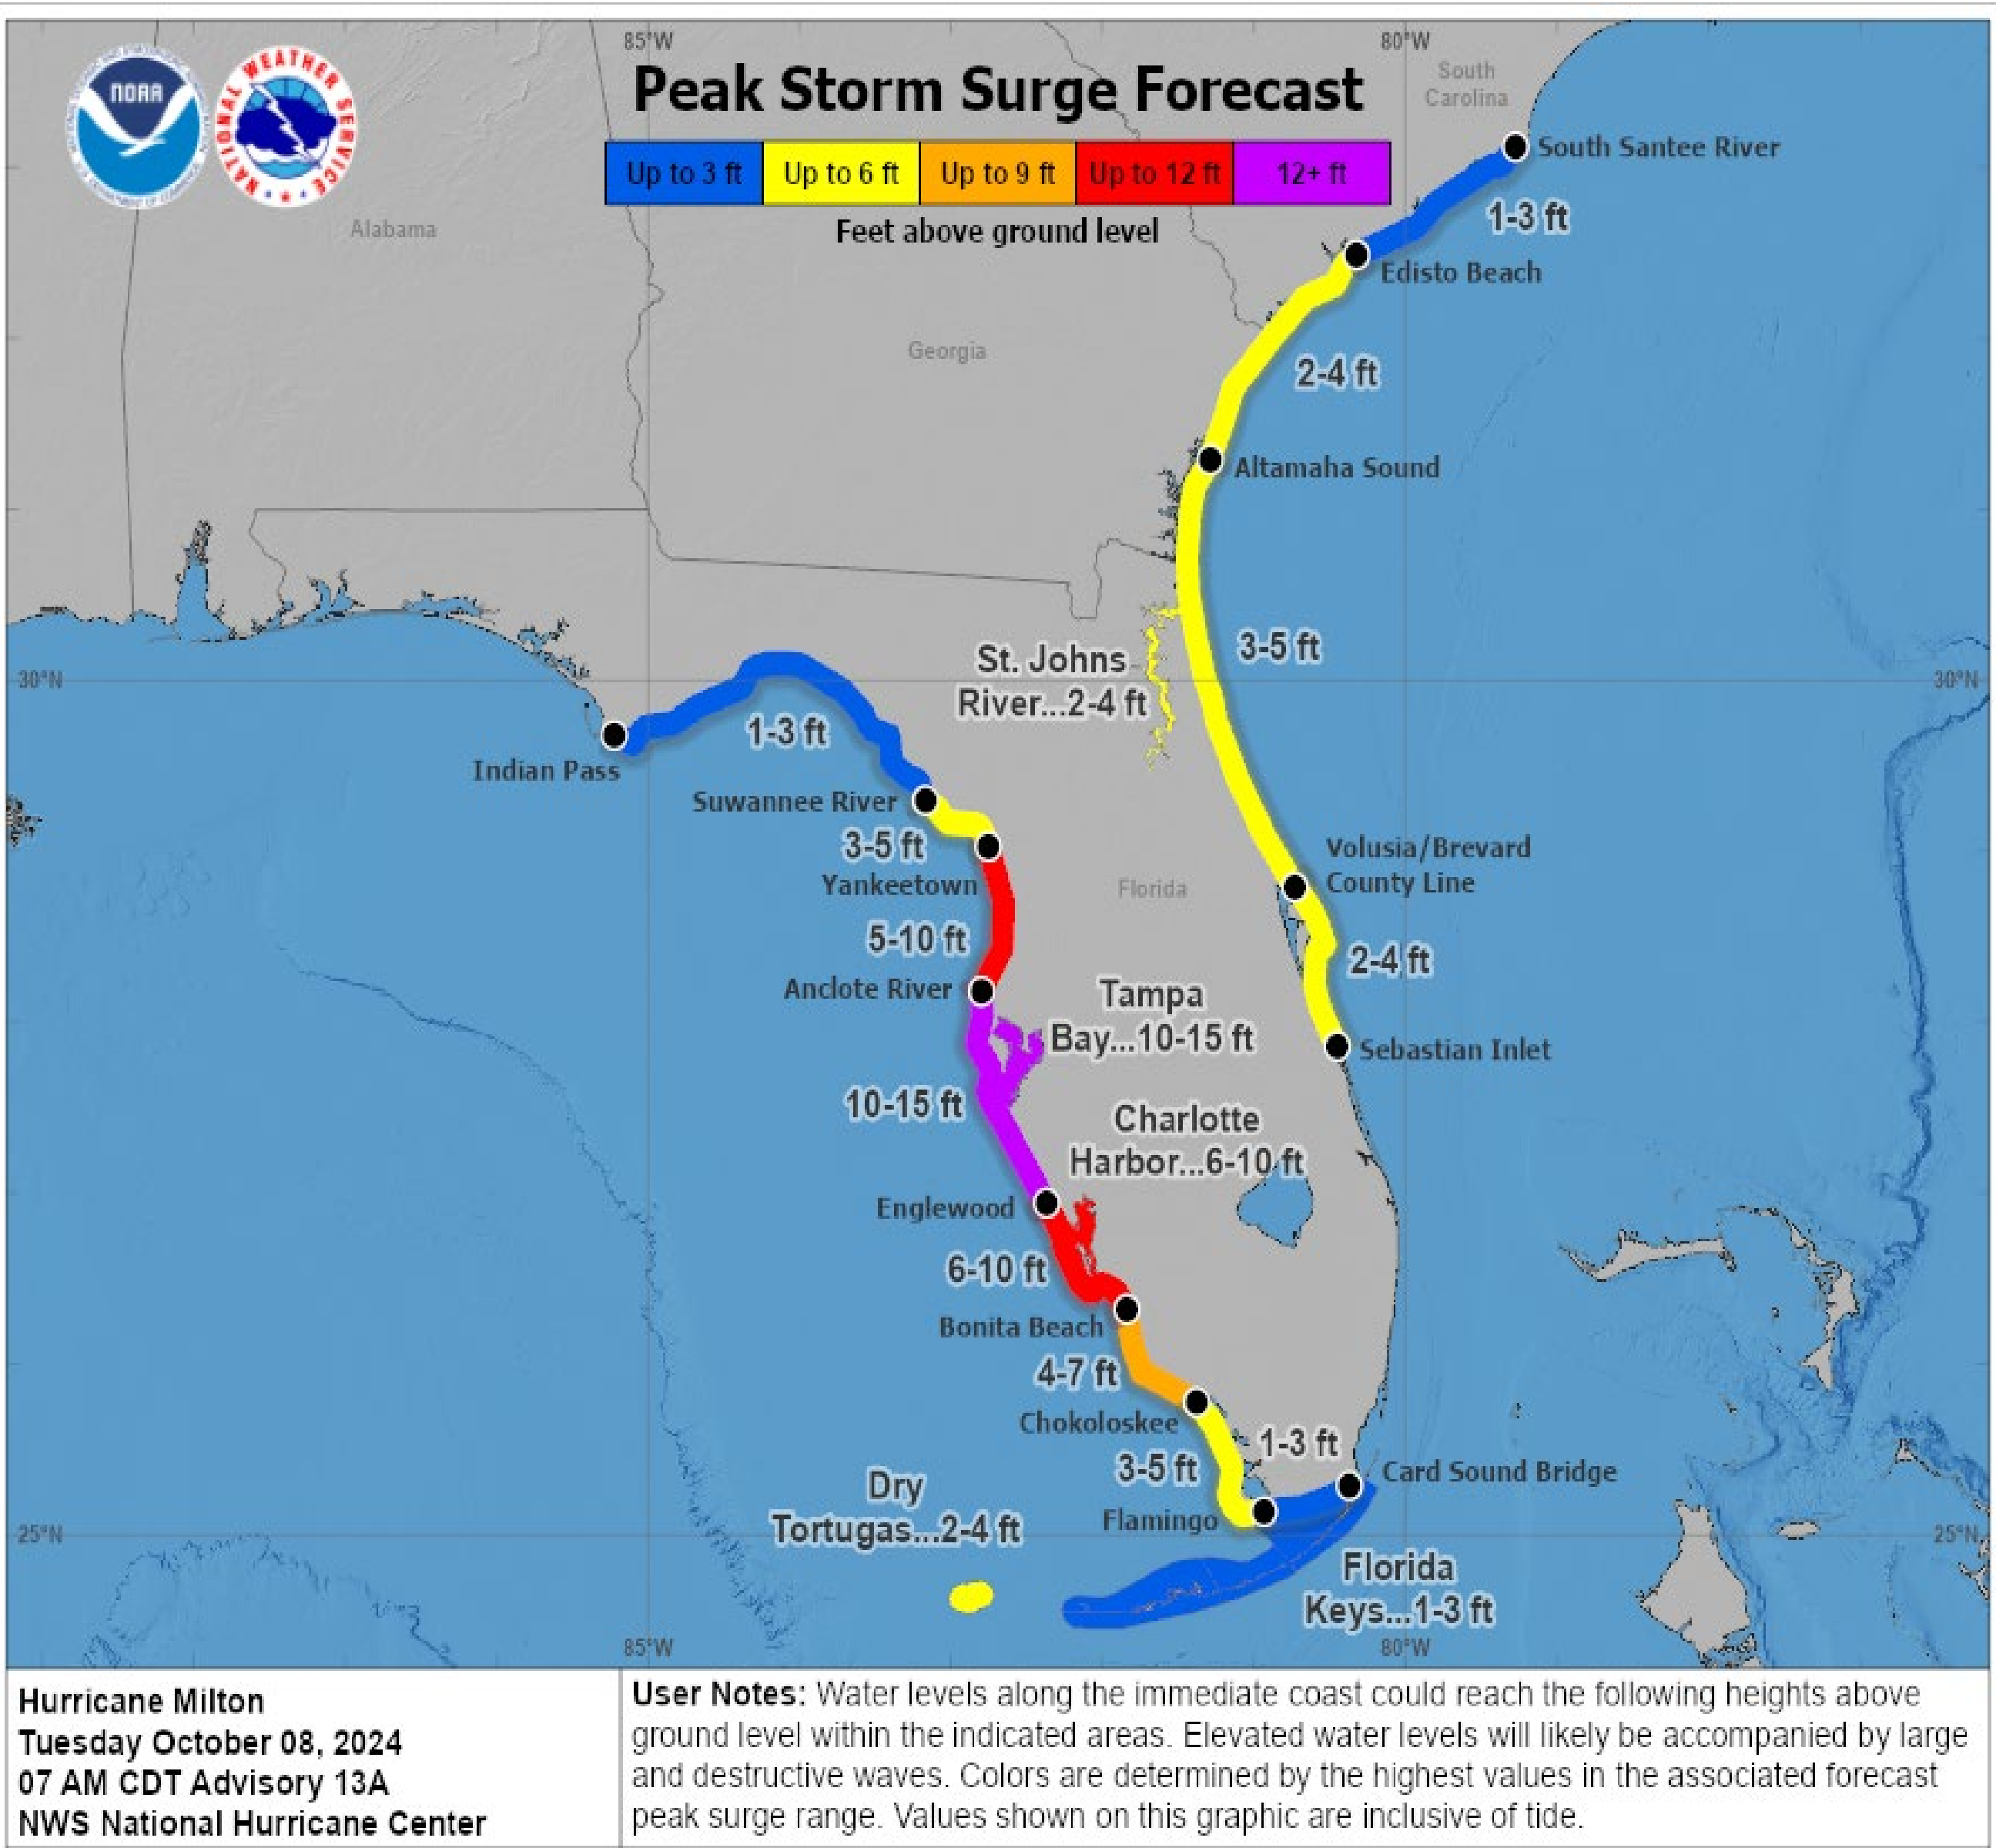 85°W
80°W
NOAA
NATIONAL WEATHER SERVICE
Peak Storm Surge Forecast
Up to 3 ft
Up to 6 ft
Up to 9 ft
Up to 12 ft
12+ ft
Feet above ground level
South
Carolina
South Santee River
1-3 ft
Alabama
Edisto Beach
Georgia
2-4 ft
Altamaha Sound
St. Johns
River...2-4 ft
3-5 ft
30°N
30°N
1-3 ft
Indian Pass
Suwannee River
3-5 ft
Yankeetown
Florida
Volusia/Brevard
County Line
5-10 ft
2-4 ft
Anclote River
Tampa
Bay...10-15 ft
Sebastian Inlet
10-15 ft
Charlotte
Harbor...6-10 ft
Englewood
6-10 ft
Bonita Beach
4-7 ft
Chokoloskee
1-3 ft
3-5 ft
Card Sound Bridge
Dry
Tortugas...2-4 ft
Flamingo
25°N
25°N
Florida
Keys...1-3 ft
85°W
80°W
Hurricane Milton
Tuesday October 08, 2024
07 AM CDT Advisory 13A
NWS National Hurricane Center
User Notes: Water levels along the immediate coast could reach the following heights above
ground level within the indicated areas. Elevated water levels will likely be accompanied by large
and destructive waves. Colors are determined by the highest values in the associated forecast
peak surge range. Values shown on this graphic are inclusive of tide.